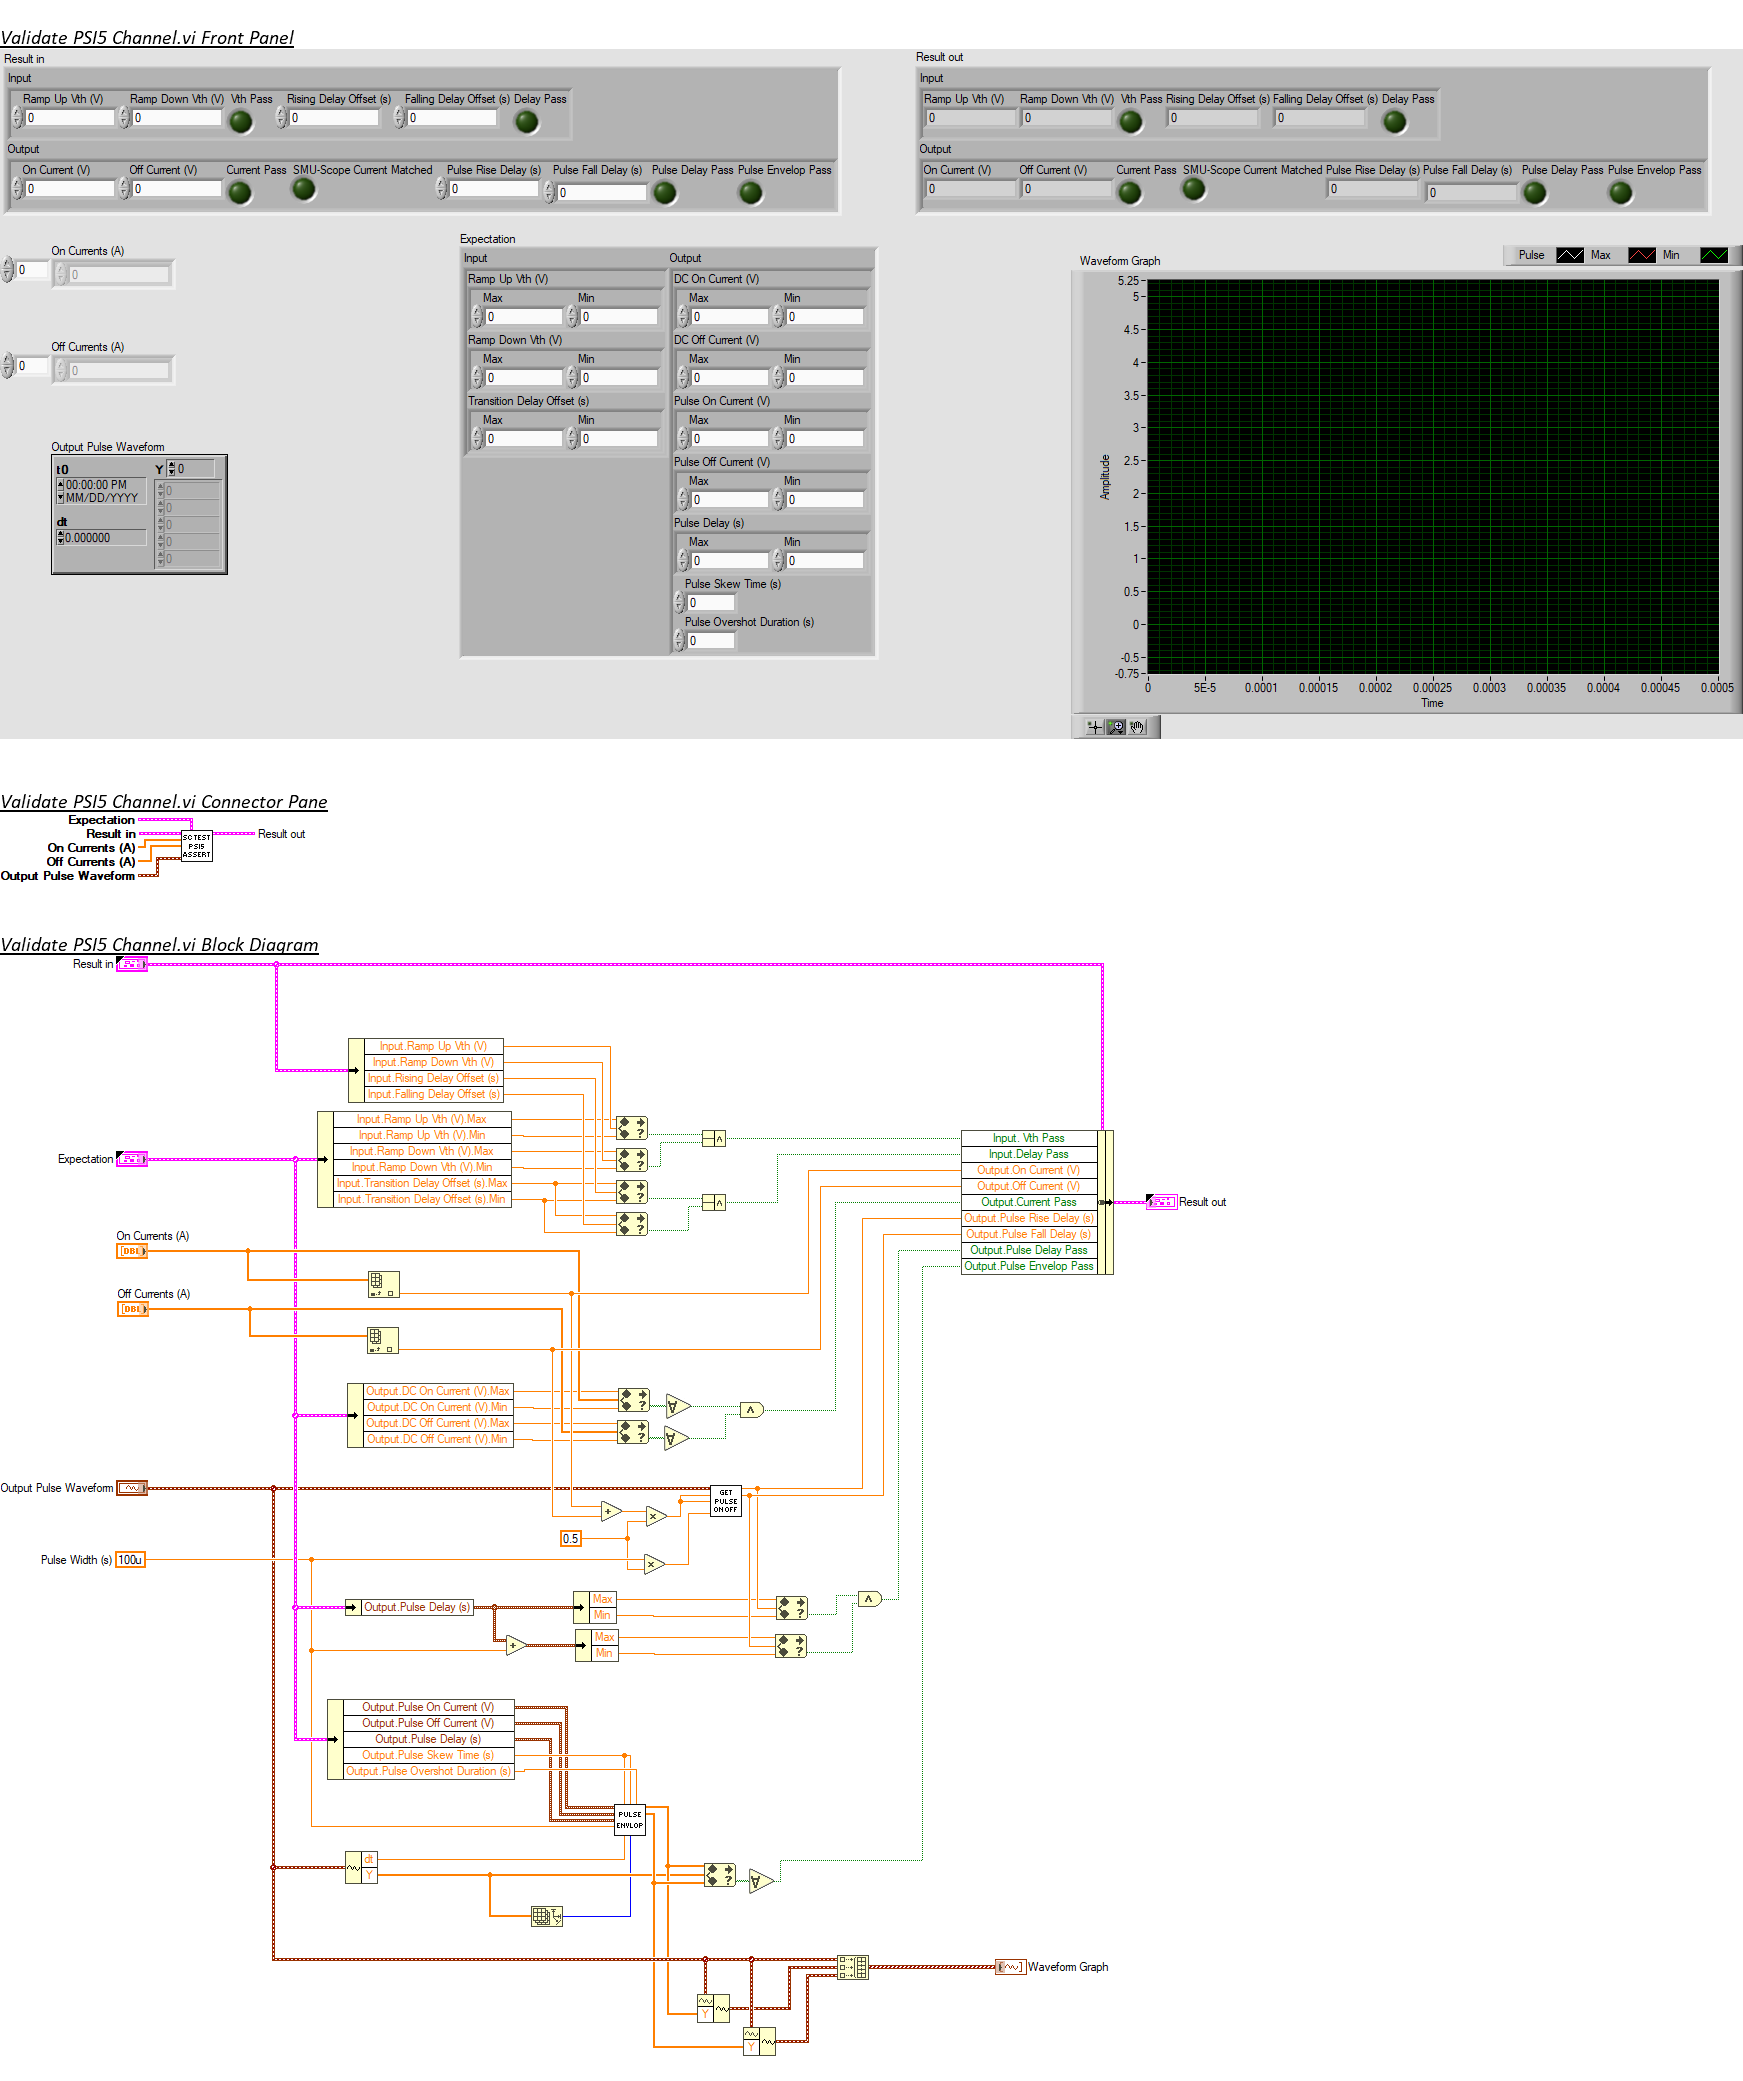 Validate PSI5 Channel.vi Front Panel
Result in
Input
Ramp Up Vth (V) Ramp Down Vth (V) Vth Pass Rising Delay Offset (s) Falling Delay Offset (s) Delay Pass
0 0 0 0
Output
On Current (V) Off Current (V) Current Pass SMU-Scope Current Matched Pulse Rise Delay (s) Pulse Fall Delay (s) Pulse Delay Pass Pulse Envelop Pass
0 0 0 0
Result out
Input
Ramp Up Vth (V) Ramp Down Vth (V) Vth Pass Rising Delay Offset (s) Falling Delay Offset (s) Delay Pass
0 0 0 0
Output
On Current (V) Off Current (V) Current Pass SMU-Scope Current Matched Pulse Rise Delay (s) Pulse Fall Delay (s) Pulse Delay Pass Pulse Envelop Pass
0 0 0 0
On Currents (A)
0 0
Off Currents (A)
0 0
Output Pulse Waveform
t0 Y 0
00:00:00 PM 0
MM/DD/YYYY 0
dt 0
0.000000 0
0
Expectation
Input
Ramp Up Vth (V)
Max Min
0 0
Ramp Down Vth (V)
Max Min
0 0
Transition Delay Offset (s)
Max Min
0 0
Output
DC On Current (V)
Max Min
0 0
DC Off Current (V)
Max Min
0 0
Pulse On Current (V)
Max Min
0 0
Pulse Off Current (V)
Max Min
0 0
Pulse Delay (s)
Max Min
0 0
Pulse Skew Time (s)
0
Pulse Overshot Duration (s)
0
Waveform Graph
Pulse Max Min
5.25
5
4.5
4
3.5
3
2.5
2
1.5
1
0.5
0
-0.5
-0.75
Amplitude
0 5E-5 0.0001 0.00015 0.0002 0.00025 0.0003 0.00035 0.0004 0.00045 0.0005
Time
Validate PSI5 Channel.vi Connector Pane
Expectation
Result in
On Currents (A)
Off Currents (A)
Output Pulse Waveform
SC TEST
PSI5
ASSERT
Result out
Validate PSI5 Channel.vi Block Diagram
Result in
Input.Ramp Up Vth (V)
Input.Ramp Down Vth (V)
Input.Rising Delay Offset (s)
Input.Falling Delay Offset (s)
Expectation
Input.Ramp Up Vth (V).Max
Input.Ramp Up Vth (V).Min
Input.Ramp Down Vth (V).Max
Input.Ramp Down Vth (V).Min
Input.Transition Delay Offset (s).Max
Input.Transition Delay Offset (s).Min
Input. Vth Pass
Input.Delay Pass
Output.On Current (V)
Output.Off Current (V)
Output.Current Pass
Output.Pulse Rise Delay (s)
Output.Pulse Fall Delay (s)
Output.Pulse Delay Pass
Output.Pulse Envelop Pass
Result out
On Currents (A)
DBL
Off Currents (A)
DBL
Output.DC On Current (V).Max
Output.DC On Current (V).Min
Output.DC Off Current (V).Max
Output.DC Off Current (V).Min
Output Pulse Waveform
GET
PULSE
ON OFF
0.5
Pulse Width (s) 100u
Output.Pulse Delay (s)
Max
Min
Max
Min
Output.Pulse On Current (V)
Output.Pulse Off Current (V)
Output.Pulse Delay (s)
Output.Pulse Skew Time (s)
Output.Pulse Overshot Duration (s)
PULSE
ENVLOP
dt
Y
Waveform Graph
Y
Y